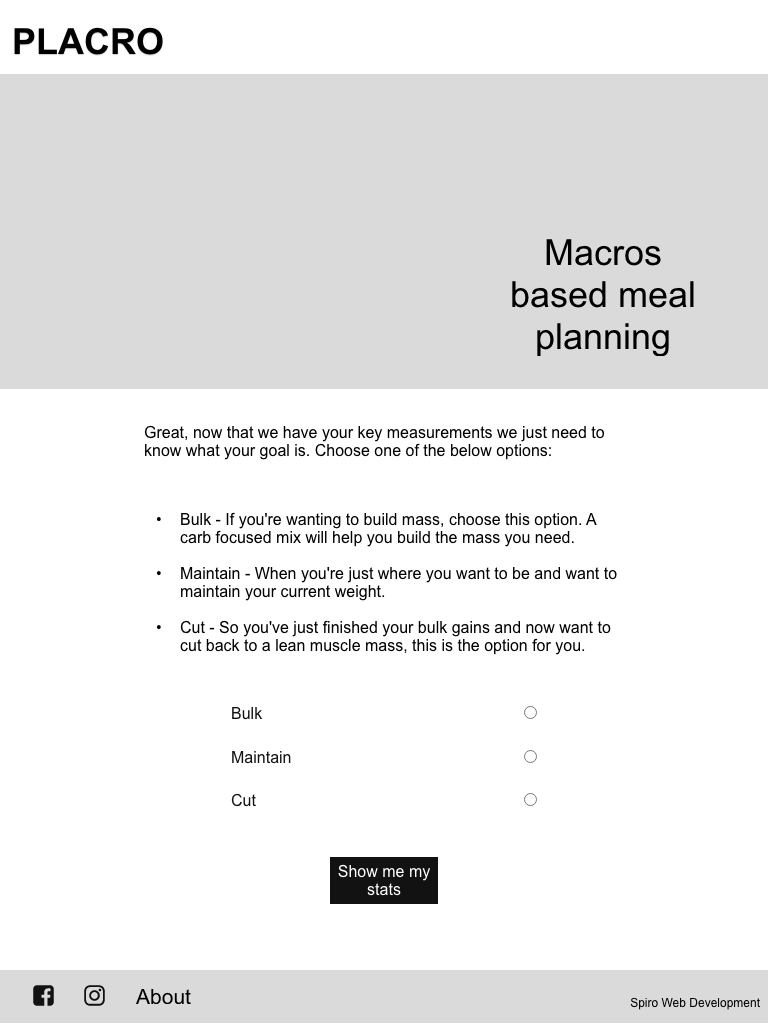 PLACRO
Macros
based meal
planning
Great, now that we have your key measurements we just need to
know what your goal is. Choose one of the below options:
• Bulk - If you're wanting to build mass, choose this option. A
carb focused mix will help you build the mass you need.
• Maintain - When you're just where you want to be and want to
maintain your current weight.
• Cut - So you've just finished your bulk gains and now want to
cut back to a lean muscle mass, this is the option for you.
Bulk
Maintain
Cut
Show me my
stats
About
Spiro Web Development